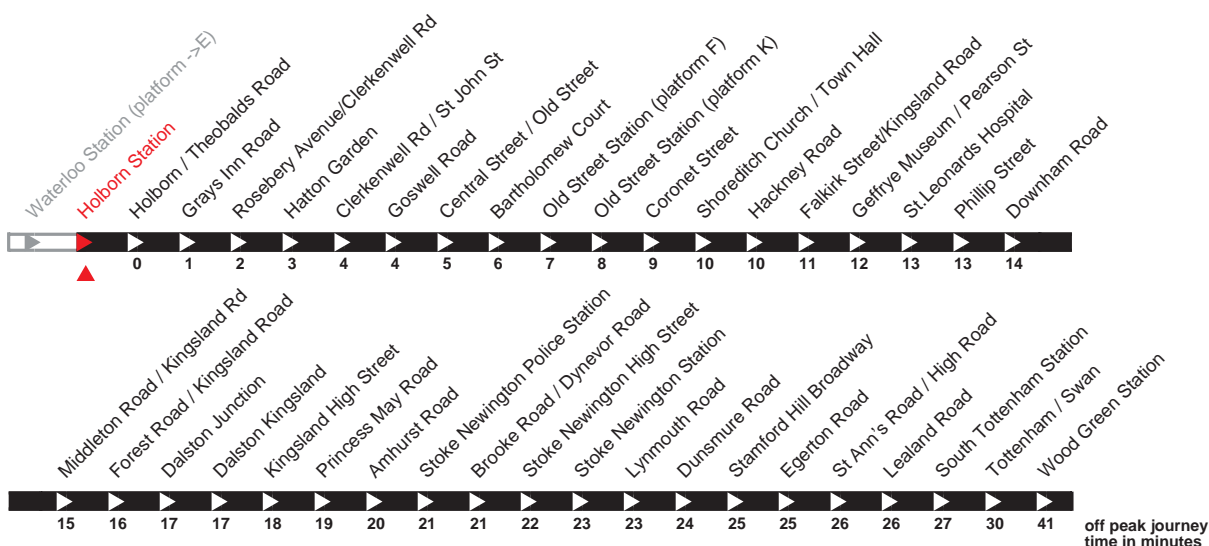 Waterloo Station (platform ->E)
Holborn Station
Holborn / Theobalds Road
Grays Inn Road
Rosebery Avenue/Clerkenwell Rd
Hatton Garden
Clerkenwell Rd / St John St
Goswell Road
Central Street / Old Street
Bartholomew Court
Old Street Station (platform F)
Old Street Station (platform K)
Coronet Street
Shoreditch Church / Town Hall
Hackney Road
Falkirk Street/Kingsland Road
Geffrye Museum / Pearson St
St.Leonards Hospital
Phillip Street
Downham Road
0 1 2 3 4 4 5 6 7 8 9 10 10 11 12 13 13 14
Middleton Road / Kingsland Rd
Forest Road / Kingsland Road
Dalston Junction
Dalston Kingsland
Kingsland High Street
Princess May Road
Amhurst Road
Stoke Newington Police Station
Brooke Road / Dynevor Road
Stoke Newington High Street
Stoke Newington Station
Lynmouth Road
Dunsmure Road
Stamford Hill Broadway
Egerton Road
St Ann's Road / High Road
Lealand Road
South Tottenham Station
Tottenham / Swan
Wood Green Station
15 16 17 17 18 19 20 21 21 22 23 23 24 25 25 26 26 27 30 41
off peak journey
time in minutes